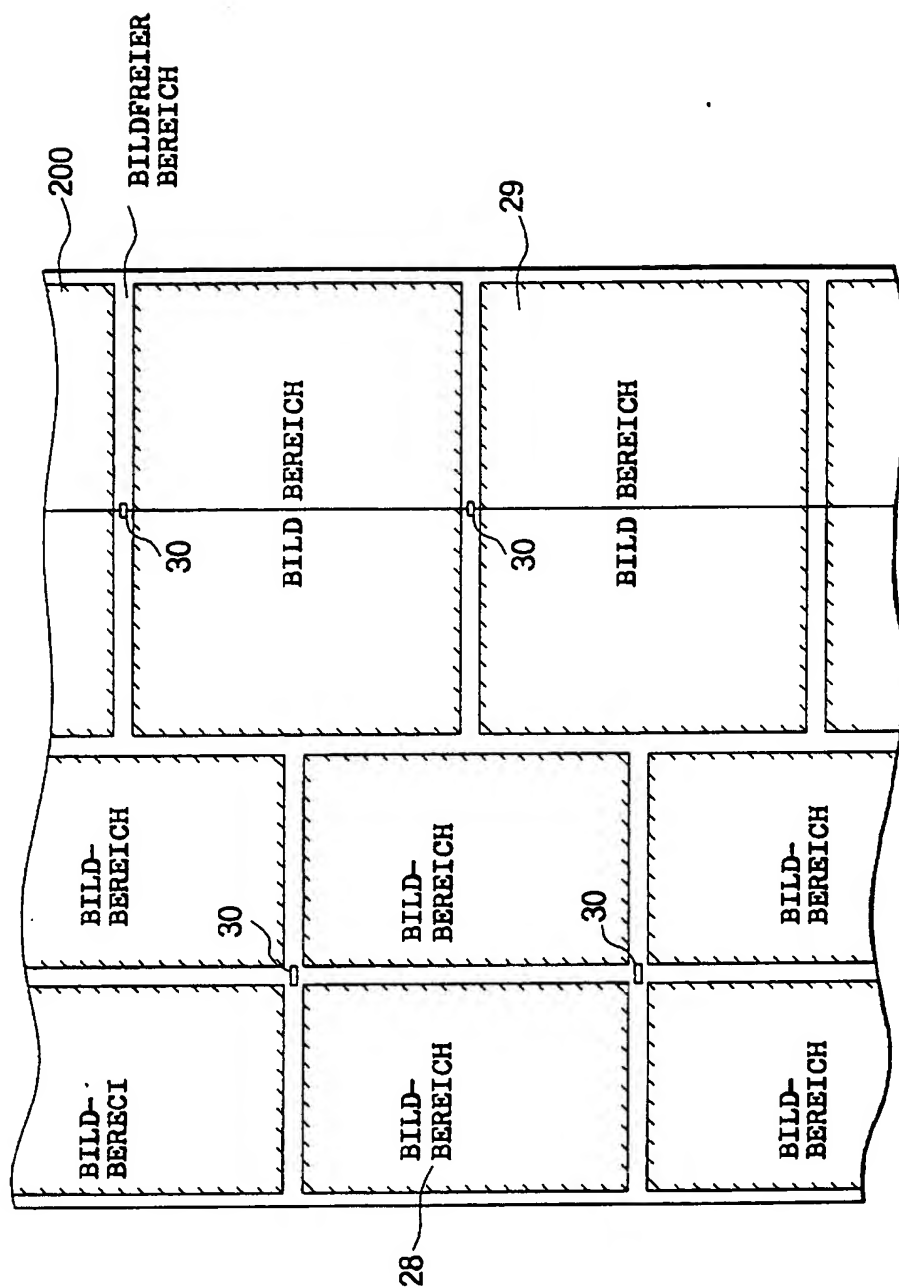 200
BILD-
BERECI
BILD-
BEREICH
BILDFREIER
BEREICH
30
30
BILD BEREICH
28
BILD-
BEREICH
BILD-
BEREICH
30
29
30
BILD BEREICH
BILD-
BEREICH
BILD-
BEREICH